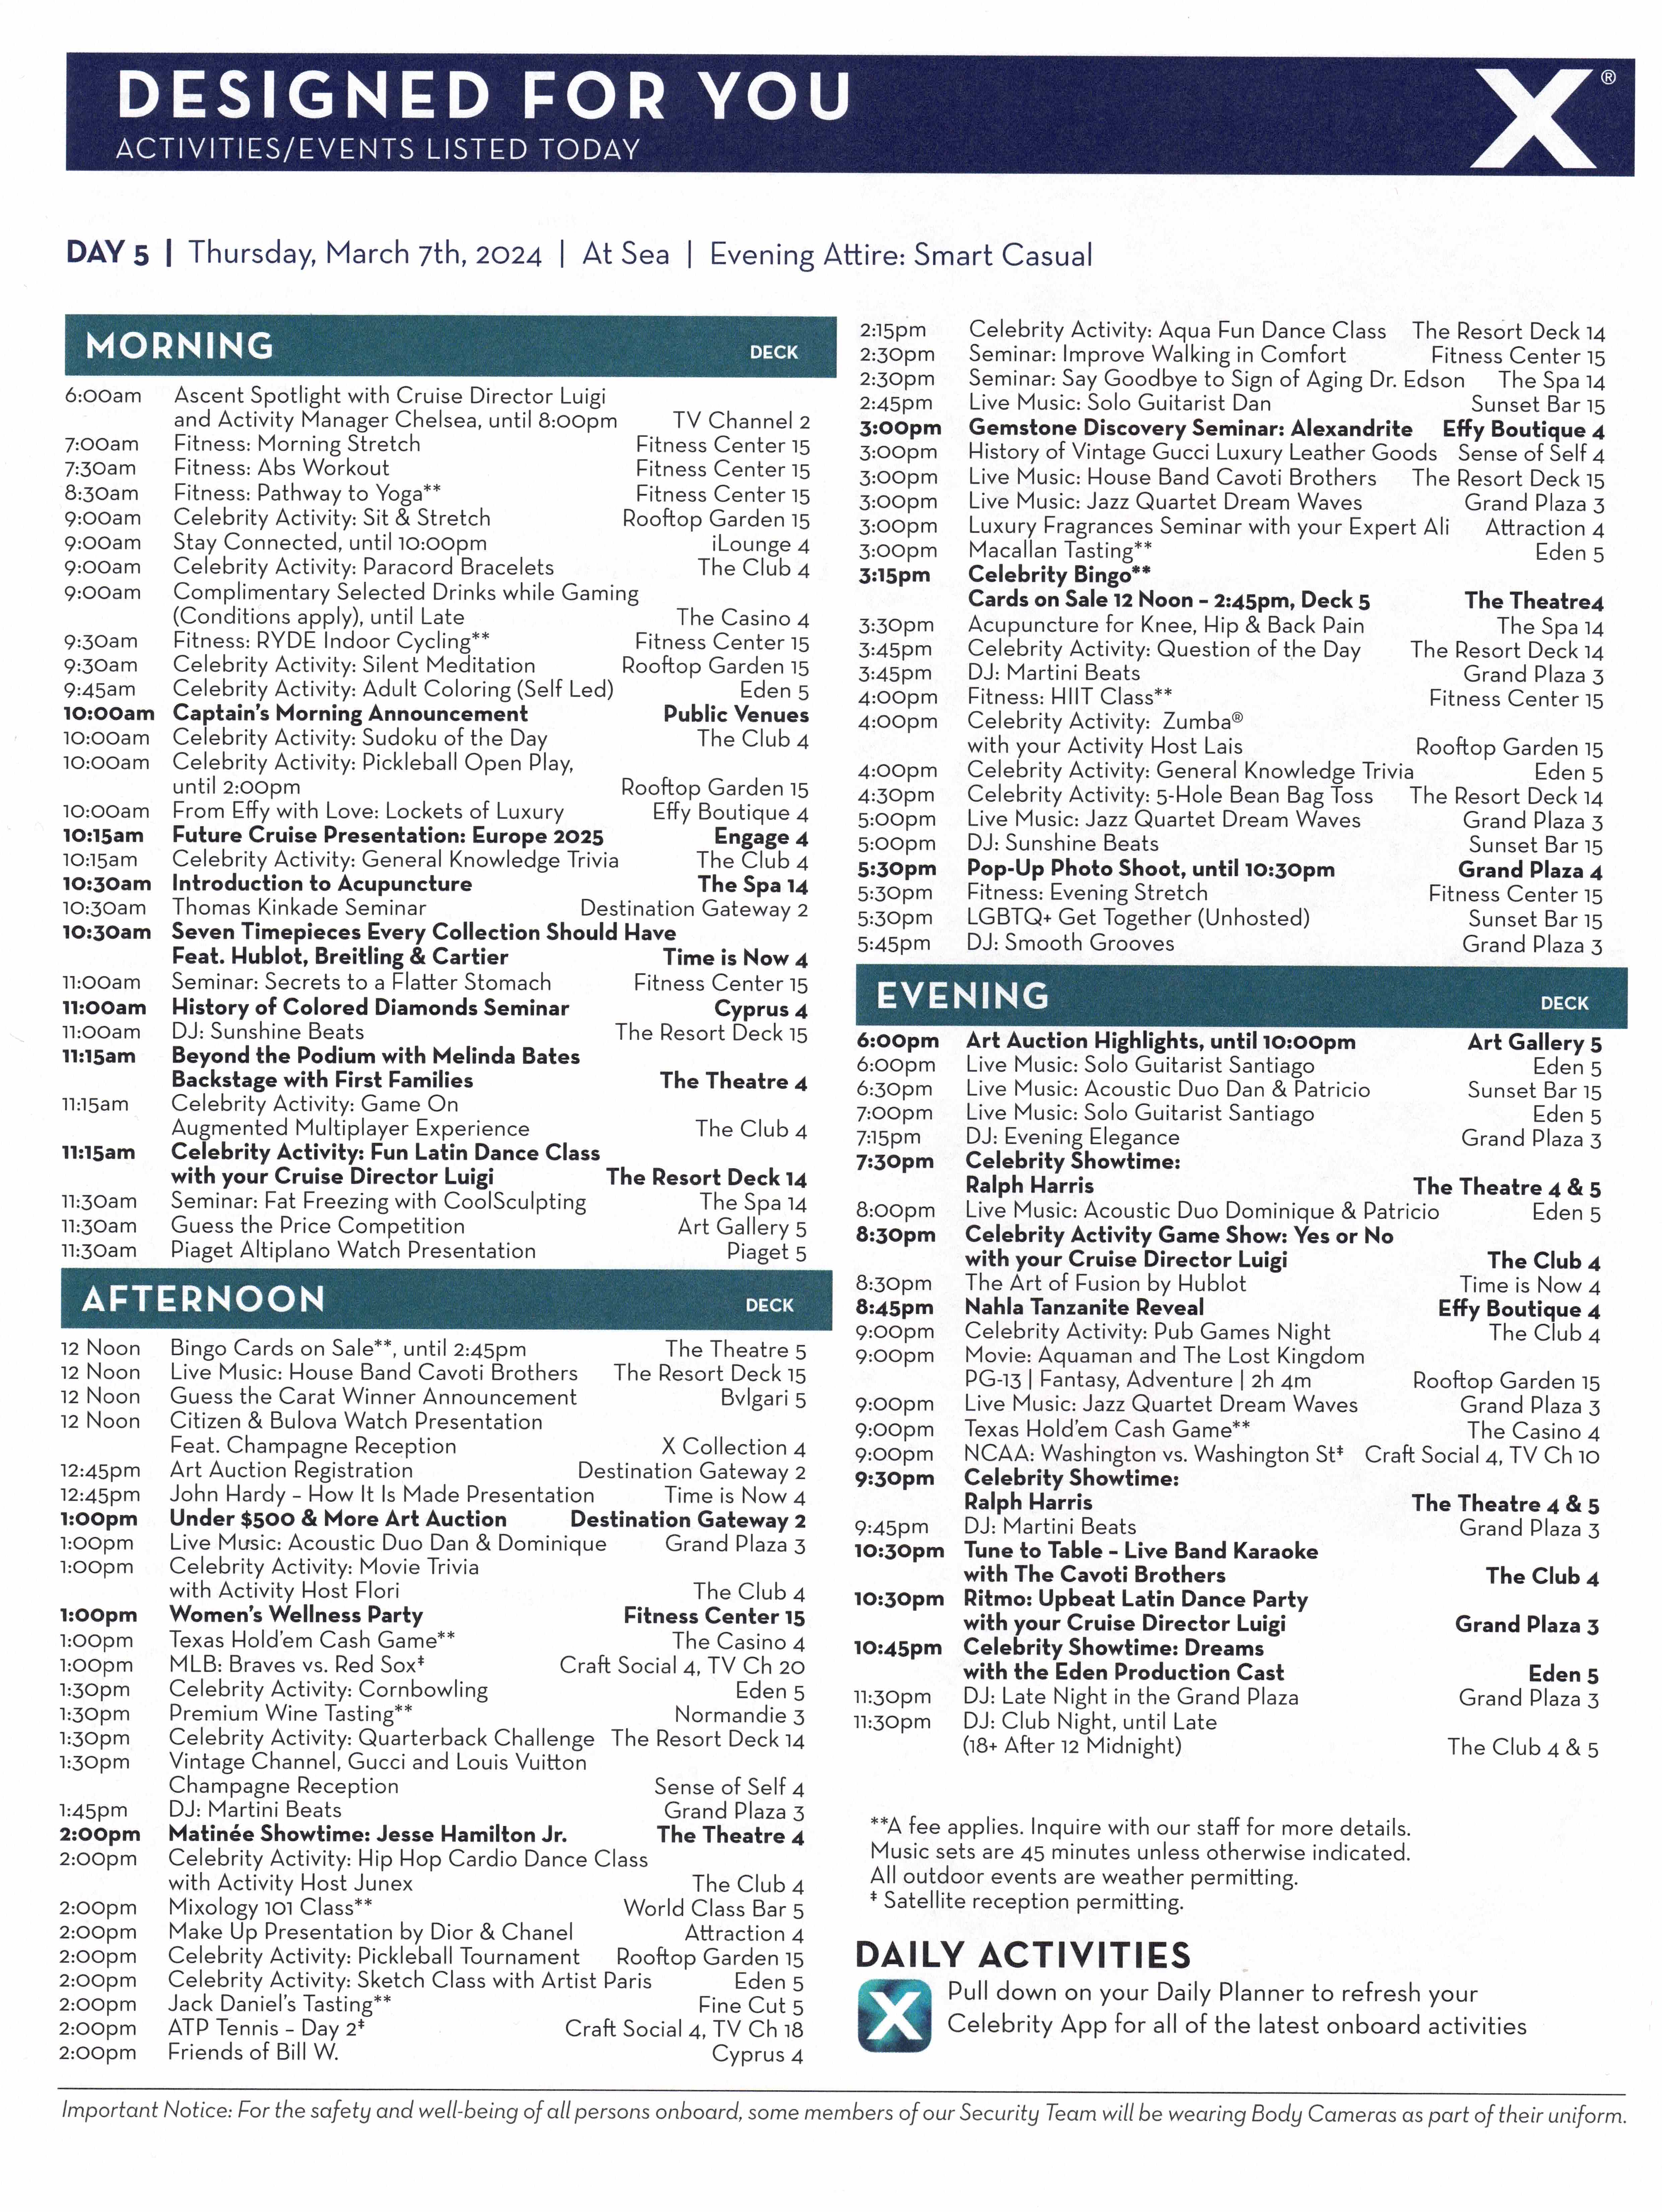 DESIGNED FOR YOU
ACTIVITIES/EVENTS LISTED TODAY
X®
DAY 5 | Thursday, March 7th, 2024 | At Sea | Evening Attire: Smart Casual
MORNING DECK
6:00am Ascent Spotlight with Cruise Director Luigi
and Activity Manager Chelsea, until 8:00pm TV Channel 2
7:00am Fitness: Morning Stretch Fitness Center 15
7:30am Fitness: Abs Workout Fitness Center 15
8:30am Fitness: Pathway to Yoga** Fitness Center 15
9:00am Celebrity Activity: Sit & Stretch Rooftop Garden 15
9:00am Stay Connected, until 10:00pm iLounge 4
9:00am Celebrity Activity: Paracord Bracelets The Club 4
9:00am Complimentary Selected Drinks while Gaming
(Conditions apply), until Late The Casino 4
9:30am Fitness: RYDE Indoor Cycling** Fitness Center 15
9:30am Celebrity Activity: Silent Meditation Rooftop Garden 15
9:45am Celebrity Activity: Adult Coloring (Self Led) Eden 5
10:00am Captain's Morning Announcement Public Venues
10:00am Celebrity Activity: Sudoku of the Day The Club 4
10:00am Celebrity Activity: Pickleball Open Play,
until 2:00pm Rooftop Garden 15
10:00am From Effy with Love: Lockets of Luxury Effy Boutique 4
10:15am Future Cruise Presentation: Europe 2025 Engage 4
10:15am Celebrity Activity: General Knowledge Trivia The Club 4
10:30am Introduction to Acupuncture The Spa 14
10:30am Thomas Kinkade Seminar Destination Gateway 2
10:30am Seven Timepieces Every Collection Should Have
Feat. Hublot, Breitling & Cartier Time is Now 4
11:00am Seminar: Secrets to a Flatter Stomach Fitness Center 15
11:00am History of Colored Diamonds Seminar Cyprus 4
11:00am DJ: Sunshine Beats The Resort Deck 15
11:15am Beyond the Podium with Melinda Bates
Backstage with First Families The Theatre 4
11:15am Celebrity Activity: Game On
Augmented Multiplayer Experience The Club 4
11:15am Celebrity Activity: Fun Latin Dance Class
with your Cruise Director Luigi The Resort Deck 14
11:30am Seminar: Fat Freezing with CoolSculpting The Spa 14
11:30am Guess the Price Competition Art Gallery 5
11:30am Piaget Altiplano Watch Presentation Piaget 5
AFTERNOON DECK
12 Noon Bingo Cards on Sale**, until 2:45pm The Theatre 5
12 Noon Live Music: House Band Cavoti Brothers The Resort Deck 15
12 Noon Guess the Carat Winner Announcement Bvlgari 5
12 Noon Citizen & Bulova Watch Presentation
Feat. Champagne Reception X Collection 4
12:45pm Art Auction Registration Destination Gateway 2
12:45pm John Hardy – How It Is Made Presentation Time is Now 4
1:00pm Under $500 & More Art Auction Destination Gateway 2
1:00pm Live Music: Acoustic Duo Dan & Dominique Grand Plaza 3
1:00pm Celebrity Activity: Movie Trivia
with Activity Host Flori The Club 4
1:00pm Women's Wellness Party Fitness Center 15
1:00pm Texas Hold'em Cash Game** The Casino 4
1:00pm MLB: Braves vs. Red Sox‡ Craft Social 4, TV Ch 20
1:30pm Celebrity Activity: Cornbowling Eden 5
1:30pm Premium Wine Tasting** Normandie 3
1:30pm Celebrity Activity: Quarterback Challenge The Resort Deck 14
1:30pm Vintage Channel, Gucci and Louis Vuitton
Champagne Reception Sense of Self 4
1:45pm DJ: Martini Beats Grand Plaza 3
2:00pm Matinée Showtime: Jesse Hamilton Jr. The Theatre 4
2:00pm Celebrity Activity: Hip Hop Cardio Dance Class
with Activity Host Junex The Club 4
2:00pm Mixology 101 Class** World Class Bar 5
2:00pm Make Up Presentation by Dior & Chanel Attraction 4
2:00pm Celebrity Activity: Pickleball Tournament Rooftop Garden 15
2:00pm Celebrity Activity: Sketch Class with Artist Paris Eden 5
2:00pm Jack Daniel's Tasting** Fine Cut 5
2:00pm ATP Tennis – Day 2‡ Craft Social 4, TV Ch 18
2:00pm Friends of Bill W. Cyprus 4
2:15pm Celebrity Activity: Aqua Fun Dance Class The Resort Deck 14
2:30pm Seminar: Improve Walking in Comfort Fitness Center 15
2:30pm Seminar: Say Goodbye to Sign of Aging Dr. Edson The Spa 14
2:45pm Live Music: Solo Guitarist Dan Sunset Bar 15
3:00pm Gemstone Discovery Seminar: Alexandrite Effy Boutique 4
3:00pm History of Vintage Gucci Luxury Leather Goods Sense of Self 4
3:00pm Live Music: House Band Cavoti Brothers The Resort Deck 15
3:00pm Live Music: Jazz Quartet Dream Waves Grand Plaza 3
3:00pm Luxury Fragrances Seminar with your Expert Ali Attraction 4
3:00pm Macallan Tasting** Eden 5
3:15pm Celebrity Bingo**
Cards on Sale 12 Noon – 2:45pm, Deck 5 The Theatre4
3:30pm Acupuncture for Knee, Hip & Back Pain The Spa 14
3:45pm Celebrity Activity: Question of the Day The Resort Deck 14
3:45pm DJ: Martini Beats Grand Plaza 3
4:00pm Fitness: HIIT Class** Fitness Center 15
4:00pm Celebrity Activity: Zumba®
with your Activity Host Lais Rooftop Garden 15
4:00pm Celebrity Activity: General Knowledge Trivia Eden 5
4:30pm Celebrity Activity: 5-Hole Bean Bag Toss The Resort Deck 14
5:00pm Live Music: Jazz Quartet Dream Waves Grand Plaza 3
5:00pm DJ: Sunshine Beats Sunset Bar 15
5:30pm Pop-Up Photo Shoot, until 10:30pm Grand Plaza 4
5:30pm Fitness: Evening Stretch Fitness Center 15
5:30pm LGBTQ+ Get Together (Unhosted) Sunset Bar 15
5:45pm DJ: Smooth Grooves Grand Plaza 3
EVENING DECK
6:00pm Art Auction Highlights, until 10:00pm Art Gallery 5
6:00pm Live Music: Solo Guitarist Santiago Eden 5
6:30pm Live Music: Acoustic Duo Dan & Patricio Sunset Bar 15
7:00pm Live Music: Solo Guitarist Santiago Eden 5
7:15pm DJ: Evening Elegance Grand Plaza 3
7:30pm Celebrity Showtime:
Ralph Harris The Theatre 4 & 5
8:00pm Live Music: Acoustic Duo Dominique & Patricio Eden 5
8:30pm Celebrity Activity Game Show: Yes or No
with your Cruise Director Luigi The Club 4
8:30pm The Art of Fusion by Hublot Time is Now 4
8:45pm Nahla Tanzanite Reveal Effy Boutique 4
9:00pm Celebrity Activity: Pub Games Night The Club 4
9:00pm Movie: Aquaman and The Lost Kingdom
PG-13 | Fantasy, Adventure | 2h 4m Rooftop Garden 15
9:00pm Live Music: Jazz Quartet Dream Waves Grand Plaza 3
9:00pm Texas Hold'em Cash Game** The Casino 4
9:00pm NCAA: Washington vs. Washington St‡ Craft Social 4, TV Ch 10
9:30pm Celebrity Showtime:
Ralph Harris The Theatre 4 & 5
9:45pm DJ: Martini Beats Grand Plaza 3
10:30pm Tune to Table – Live Band Karaoke
with The Cavoti Brothers The Club 4
10:30pm Ritmo: Upbeat Latin Dance Party
with your Cruise Director Luigi Grand Plaza 3
10:45pm Celebrity Showtime: Dreams
with the Eden Production Cast Eden 5
11:30pm DJ: Late Night in the Grand Plaza Grand Plaza 3
11:30pm DJ: Club Night, until Late
(18+ After 12 Midnight) The Club 4 & 5
**A fee applies. Inquire with our staff for more details.
Music sets are 45 minutes unless otherwise indicated.
All outdoor events are weather permitting.
‡ Satellite reception permitting.
DAILY ACTIVITIES
X
Pull down on your Daily Planner to refresh your
Celebrity App for all of the latest onboard activities
Important Notice: For the safety and well-being of all persons onboard, some members of our Security Team will be wearing Body Cameras as part of their uniform.